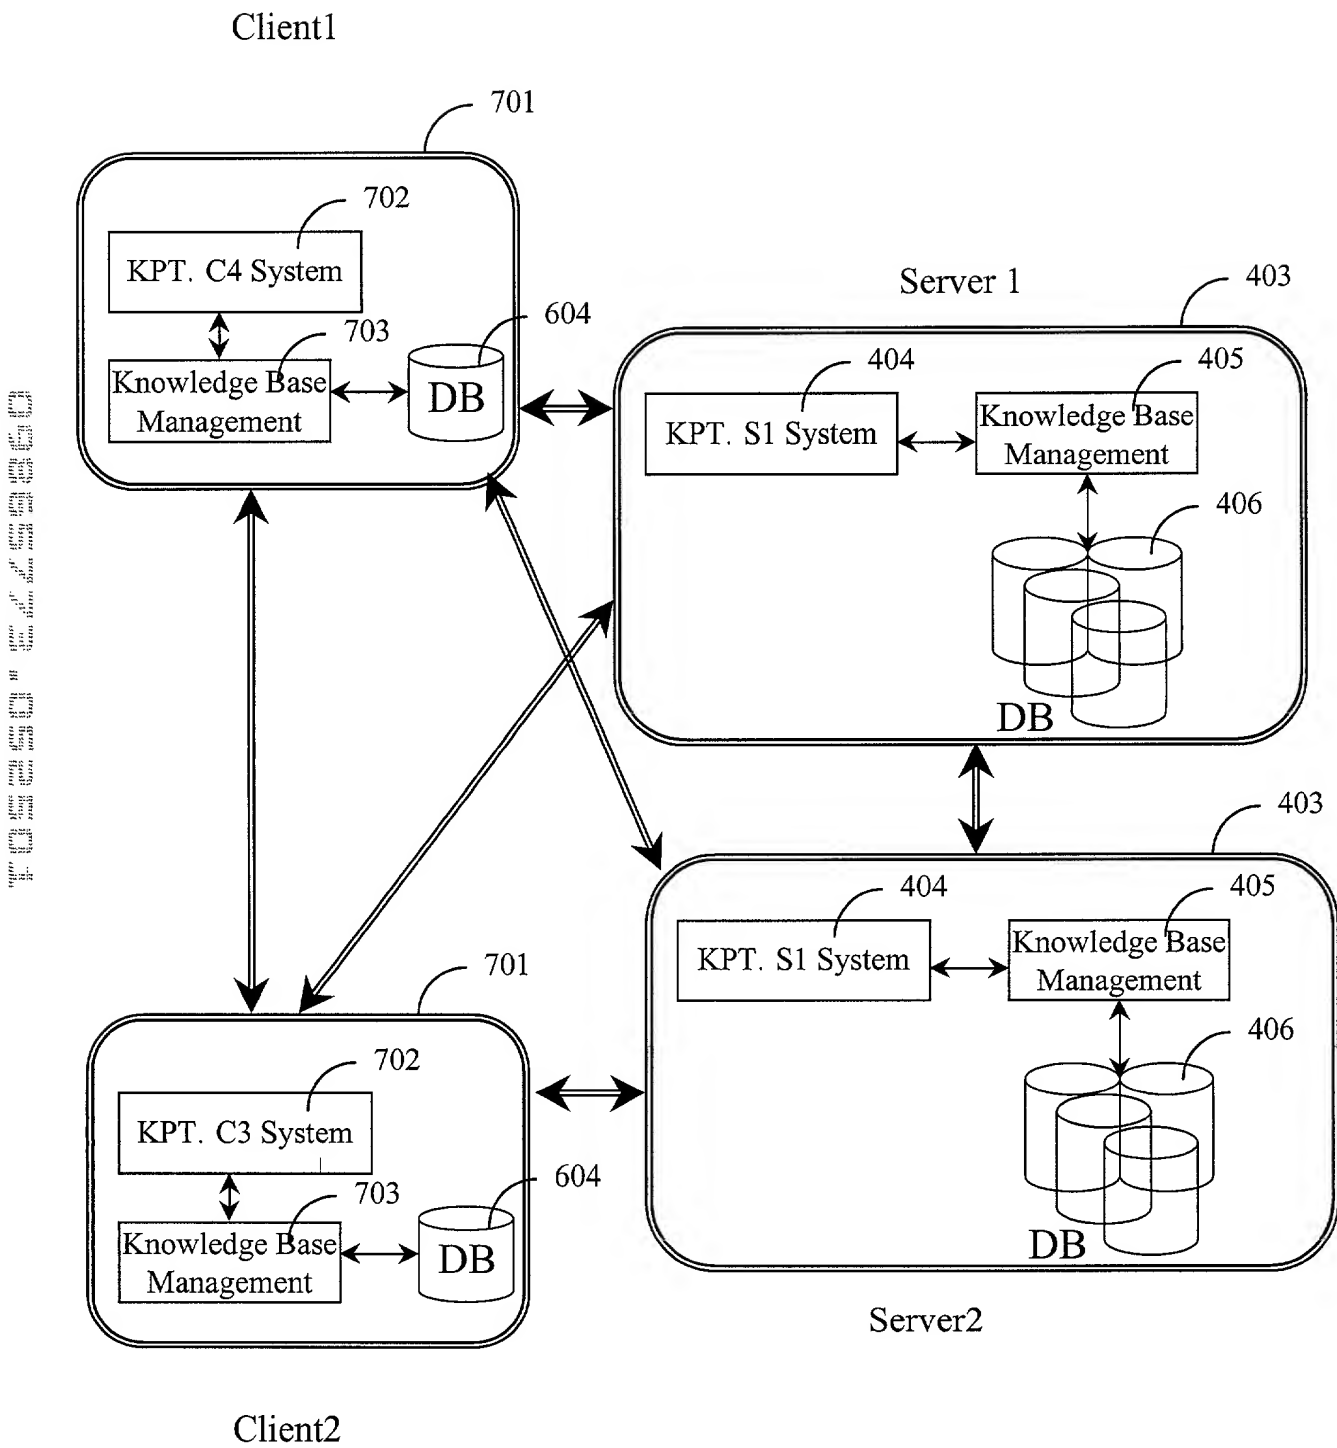 Client1
701
702
KPT. C4 System
703
604
Knowledge Base
Management
DB
Server 1
403
404
405
KPT. S1 System
Knowledge Base
Management
406
DB
403
404
405
KPT. S1 System
Knowledge Base
Management
406
DB
Server2
701
702
KPT. C3 System
703
604
Knowledge Base
Management
DB
Client2